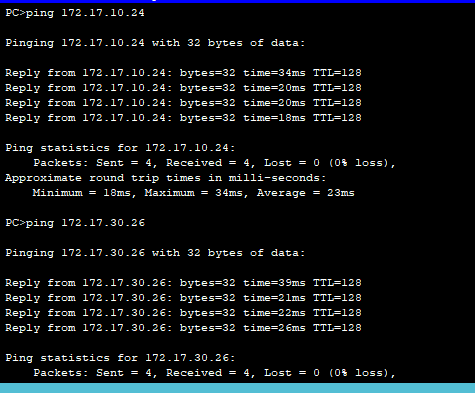 PC>ping 172.17.10.24
Pinging 172.17.10.24 with 32 bytes of data:
Reply from 172.17.10.24: bytes=32 time=34ms TTL=128
Reply from 172.17.10.24: bytes=32 time=20ms TTL=128
Reply from 172.17.10.24: bytes=32 time=20ms TTL=128
Reply from 172.17.10.24: bytes=32 time=18ms TTL=128
Ping statistics for 172.17.10.24:
Packets: Sent = 4, Received = 4, Lost = 0 (0% loss),
Approximate round trip times in milli-seconds:
Minimum = 18ms, Maximum = 34ms, Average = 23ms
PC>ping 172.17.30.26
Pinging 172.17.30.26 with 32 bytes of data:
Reply from 172.17.30.26: bytes=32 time=39ms TTL=128
Reply from 172.17.30.26: bytes=32 time=21ms TTL=128
Reply from 172.17.30.26: bytes=32 time=22ms TTL=128
Reply from 172.17.30.26: bytes=32 time=26ms TTL=128
Ping statistics for 172.17.30.26:
Packets: Sent = 4, Received = 4, Lost = 0 (0% loss),